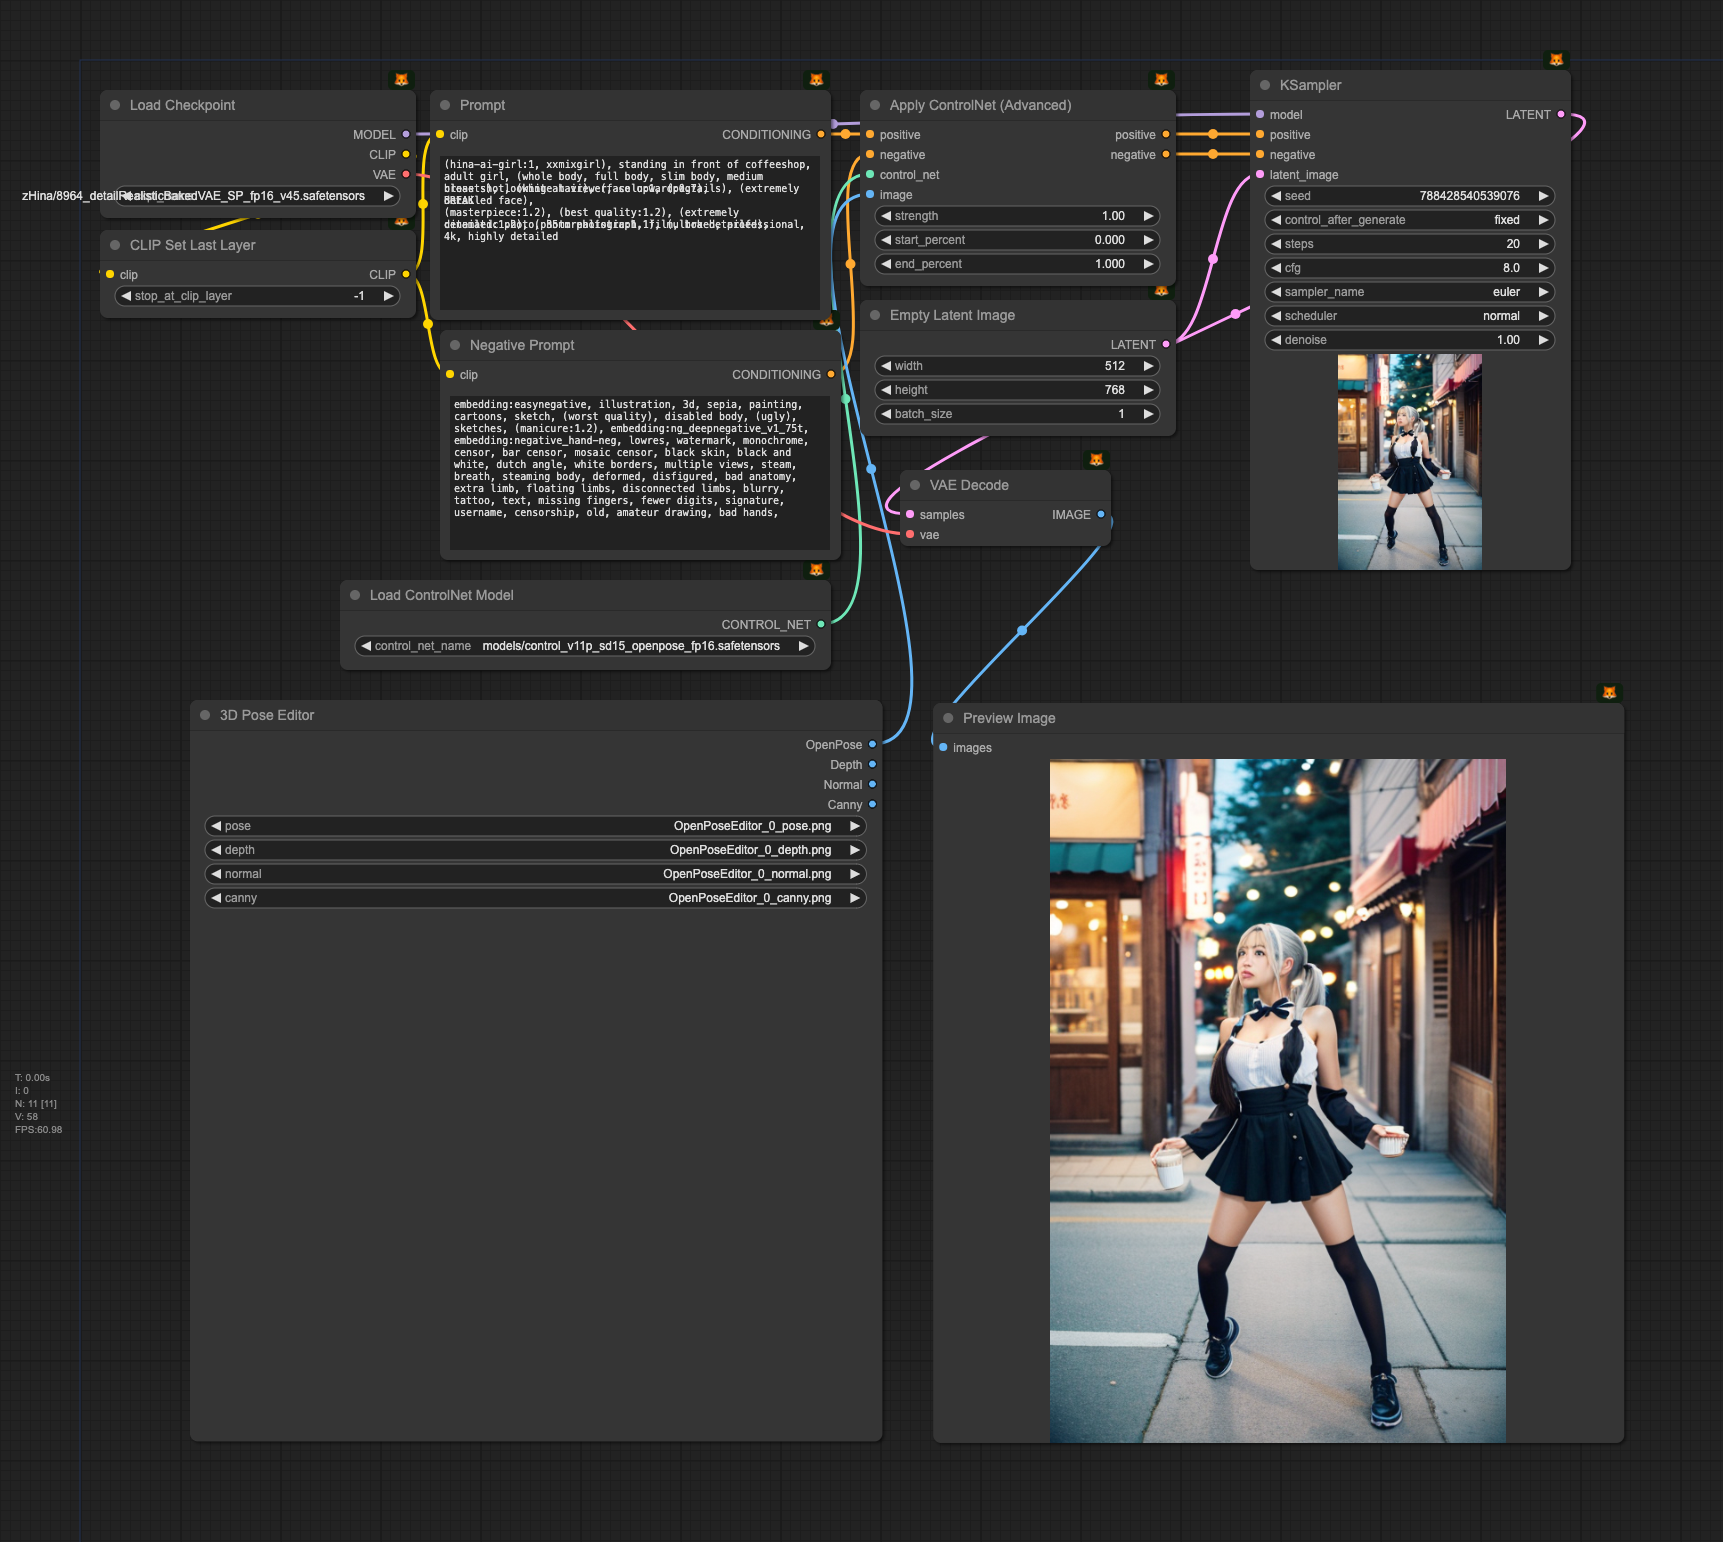 Load Checkpoint
MODEL
CLIP
VAE
zHina/8964_detail BakedVAE_SP_fp16_v45.safetensors
CLIP Set Last Layer
clip
CLIP
stop_at_clip_layer -1
Prompt
clip
CONDITIONING
(hina-ai-girl:1, xxmixgirl), standing in front of coffeeshop,
adult girl, (whole body, full body, slim body, medium
(extremely
face),
(masterpiece:1.2), (best quality:1.2), (extremely
4k, highly detailed
Negative Prompt
clip
CONDITIONING
embedding:easynegative, illustration, 3d, sepia, painting,
cartoons, sketch, (worst quality), disabled body, (ugly),
sketches, (manicure:1.2), embedding:ng_deepnegative_v1_75t,
embedding:negative_hand-neg, lowres, watermark, monochrome,
censor, bar censor, mosaic censor, black skin, black and
white, dutch angle, white borders, multiple views, steam,
breath, steaming body, deformed, disfigured, bad anatomy,
extra limb, floating limbs, disconnected limbs, blurry,
tattoo, text, missing fingers, fewer digits, signature,
username, censorship, old, amateur drawing, bad hands,
Load ControlNet Model
CONTROL_NET
control_net_name models/control_v11p_sd15_openpose_fp16.safetensors
Apply ControlNet (Advanced)
positive positive
negative negative
control_net
image
strength 1.00
start_percent 0.000
end_percent 1.000
Empty Latent Image
LATENT
width 512
height 768
batch_size 1
VAE Decode
samples IMAGE
vae
KSampler
model LATENT
positive
negative
latent_image
seed 788428540539076
control_after_generate fixed
steps 20
cfg 8.0
sampler_name euler
scheduler normal
denoise 1.00
3D Pose Editor
OpenPose
Depth
Normal
Canny
pose OpenPoseEditor_0_pose.png
depth OpenPoseEditor_0_depth.png
normal OpenPoseEditor_0_normal.png
canny OpenPoseEditor_0_canny.png
Preview Image
images
T: 0.00s
I: 0
N: 11 [11]
V: 58
FPS:60.98